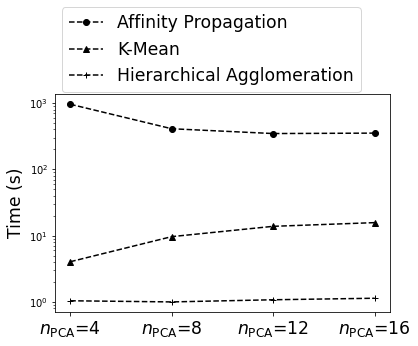 Affinity Propagation
K-Mean
Hierarchical Agglomeration
10³
10²
10¹
10⁰
Time (s)
n_PCA=4 n_PCA=8 n_PCA=12 n_PCA=16